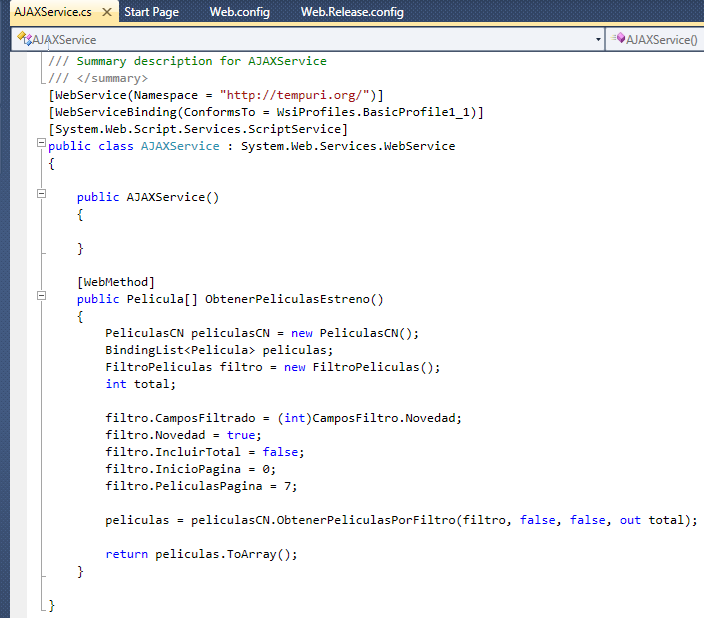 AJAXService.cs Start Page Web.config Web.Release.config
AJAXService AJAXService()
/// Summary description for AJAXService
/// </summary>
[WebService(Namespace = "http://tempuri.org/")]
[WebServiceBinding(ConformsTo = WsiProfiles.BasicProfile1_1)]
[System.Web.Script.Services.ScriptService]
public class AJAXService : System.Web.Services.WebService
{
public AJAXService()
{
}
[WebMethod]
public Pelicula[] ObtenerPeliculasEstreno()
{
PeliculasCN peliculasCN = new PeliculasCN();
BindingList<Pelicula> peliculas;
FiltroPeliculas filtro = new FiltroPeliculas();
int total;
filtro.CamposFiltrado = (int)CamposFiltro.Novedad;
filtro.Novedad = true;
filtro.IncluirTotal = false;
filtro.InicioPagina = 0;
filtro.PeliculasPagina = 7;
peliculas = peliculasCN.ObtenerPeliculasPorFiltro(filtro, false, false, out total);
return peliculas.ToArray();
}
}